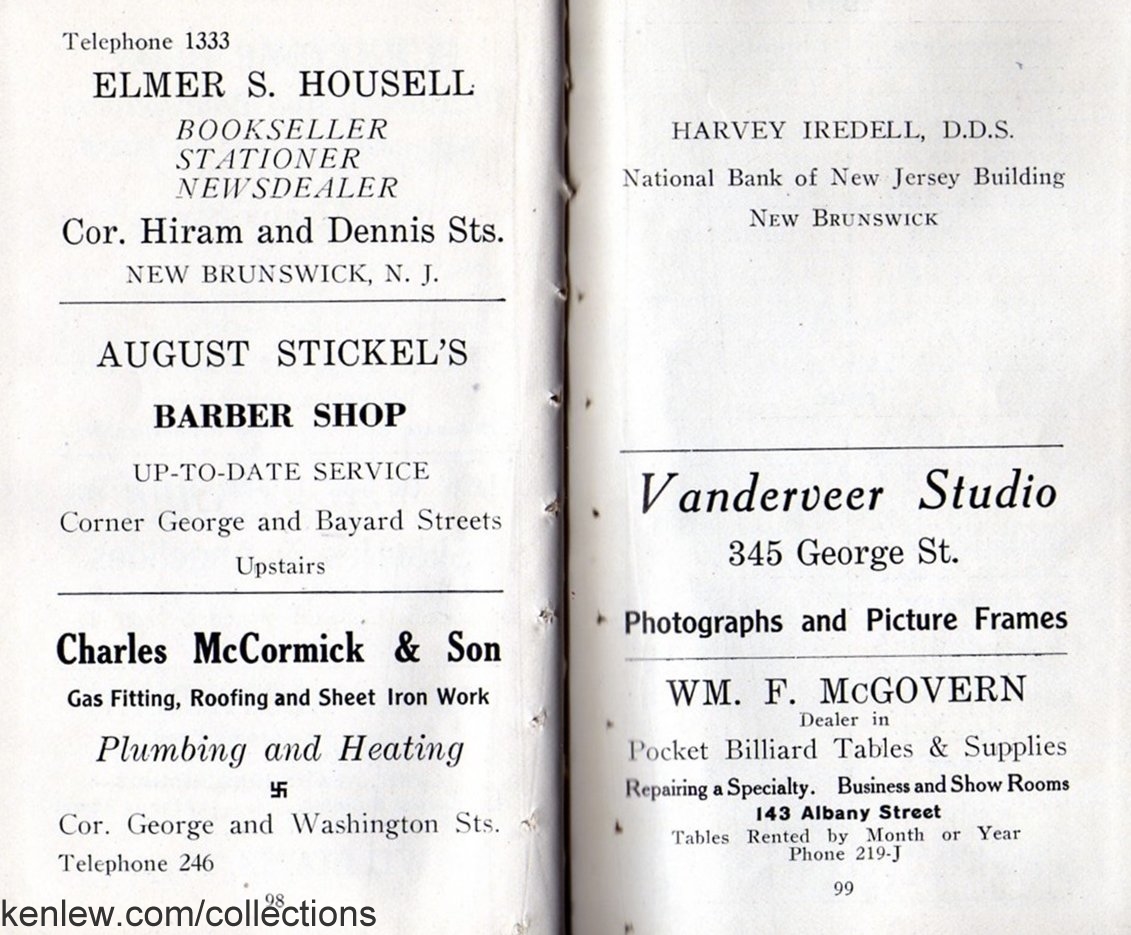 Telephone 1333
ELMER S. HOUSELL
BOOKSELLER
STATIONER
NEWSDEALER
Cor. Hiram and Dennis Sts.
NEW BRUNSWICK, N. J.
AUGUST STICKEL'S
BARBER SHOP
UP-TO-DATE SERVICE
Corner George and Bayard Streets
Upstairs
Charles McCormick & Son
Gas Fitting, Roofing and Sheet Iron Work
Plumbing and Heating
卐
Cor. George and Washington Sts.
Telephone 246
98
HARVEY IREDELL, D.D.S.
National Bank of New Jersey Building
NEW BRUNSWICK
Vanderveer Studio
345 George St.
Photographs and Picture Frames
WM. F. McGOVERN
Dealer in
Pocket Billiard Tables & Supplies
Repairing a Specialty. Business and Show Rooms
143 Albany Street
Tables Rented by Month or Year
Phone 219-J
99
kenlew.com/collections